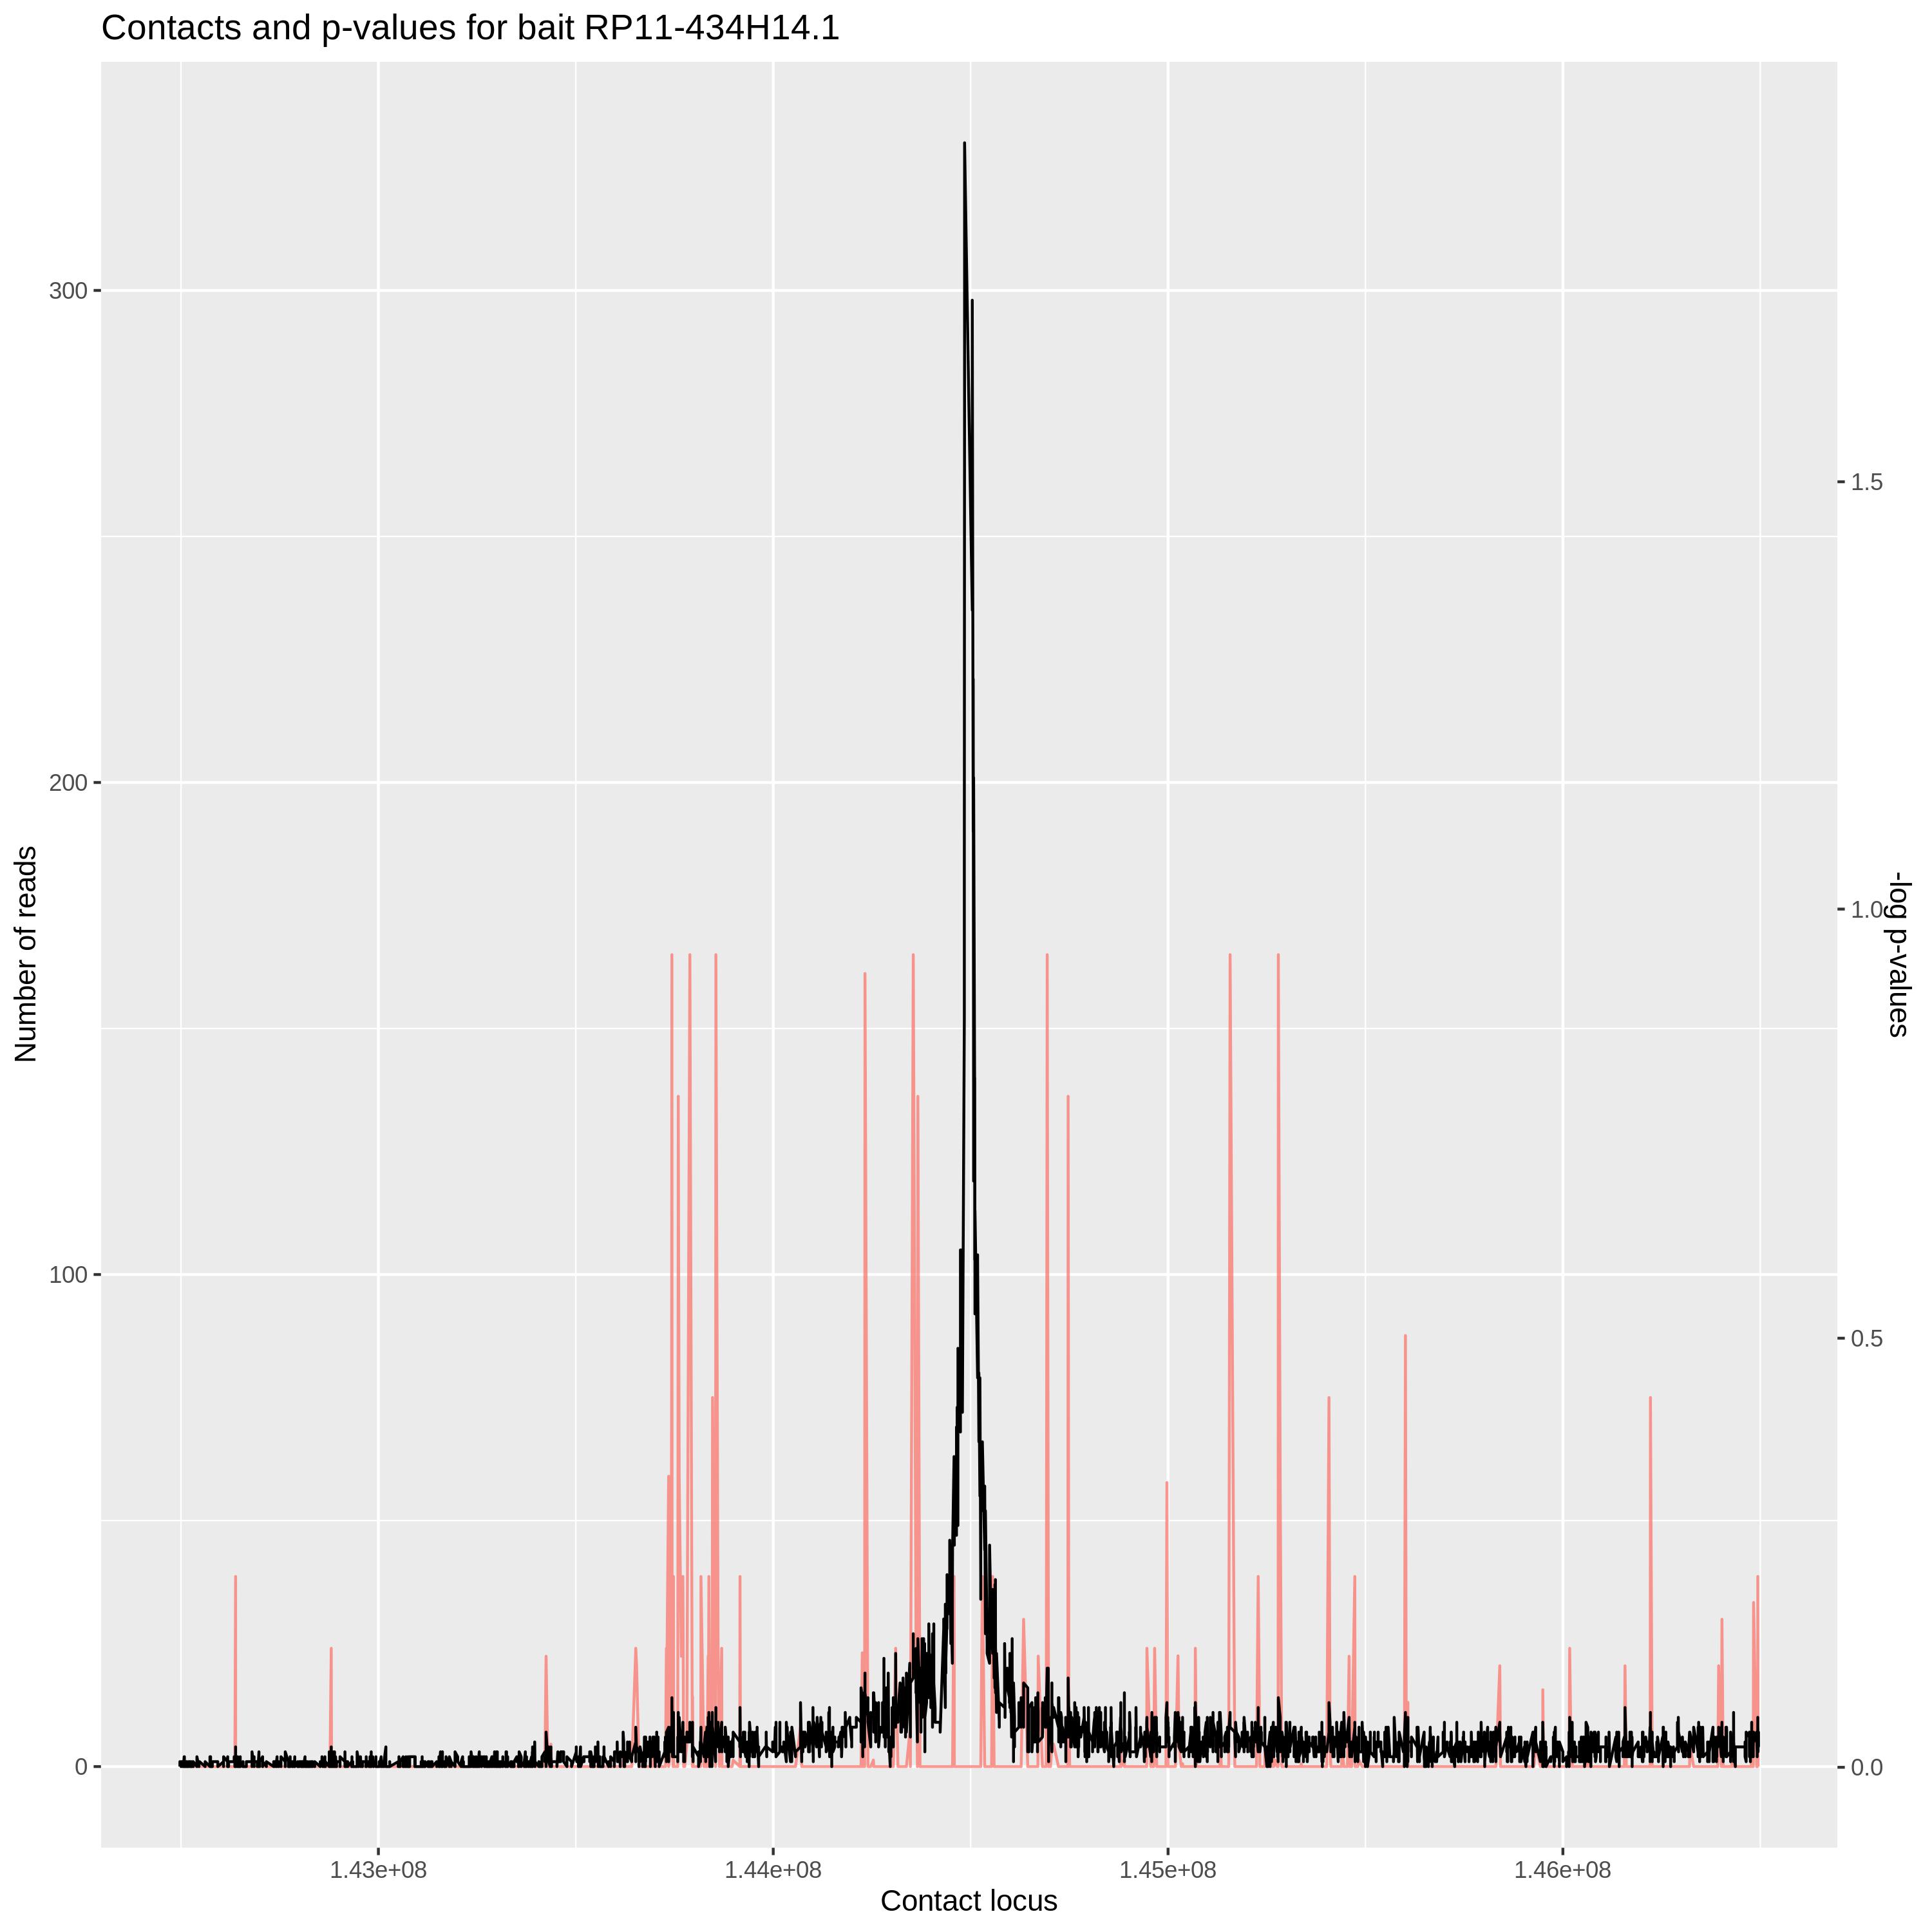 Contacts and p-values for bait RP11-434H14.1
300
200
100
0
Number of reads
1.5
1.0
0.5
0.0
-log p-values
1.43e+08 1.44e+08 1.45e+08 1.46e+08
Contact locus